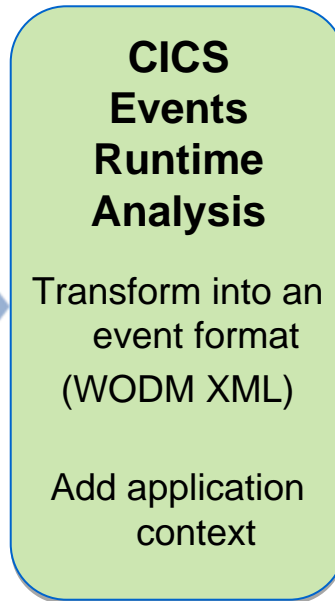 CICS
Events
Runtime
Analysis
Transform into an
event format
(WODM XML)
Add application
context